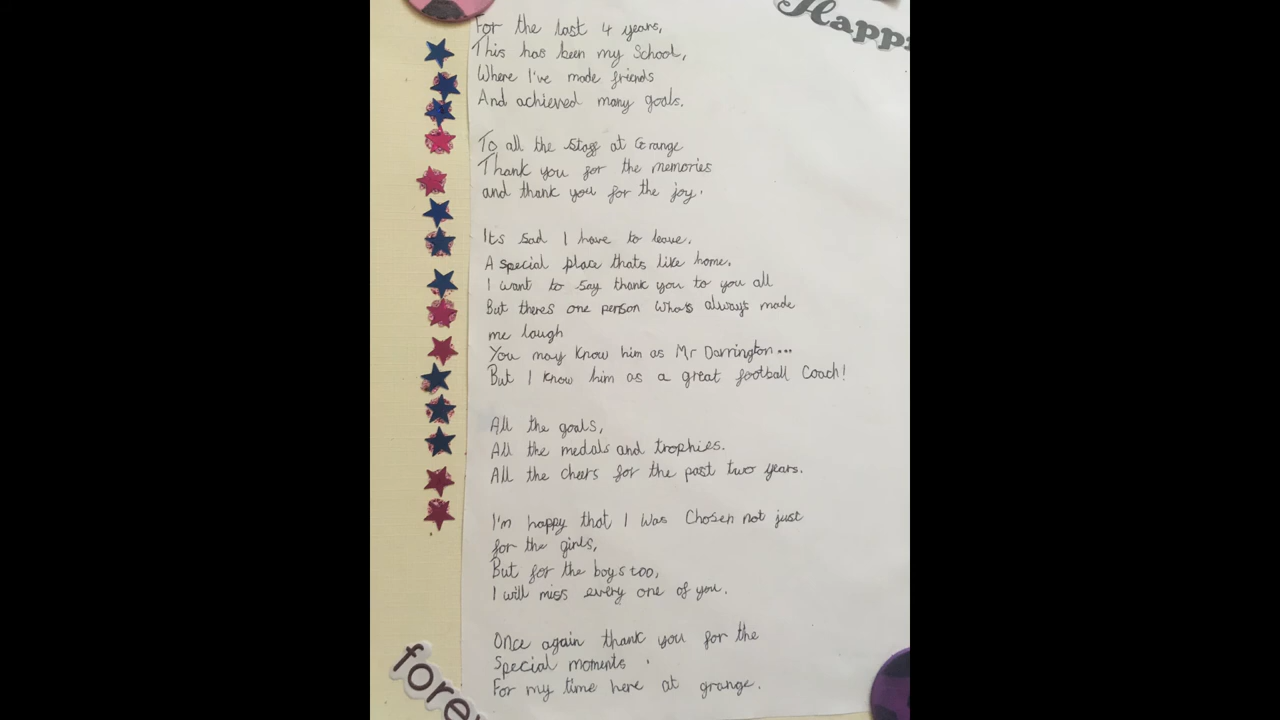 Happ
For the last 4 years,
This has been my School,
Where I've made friends
And achieved many goals.
To all the Staff at Grange
Thank you for the memories
and thank you for the joy.
Its sad I have to leave.
A special place thats like home.
I want to say thank you to you all
But theres one person Who's always made
me laugh
You may know him as Mr Darrington...
But I know him as a great football Coach!
All the goals,
All the medals and trophies.
All the cheers for the past two years.
I'm happy that I was Chosen not just
for the girls,
But for the boys too,
I will miss every one of you.
Once again thank you for the
Special moments.
For my time here at grange.
fore